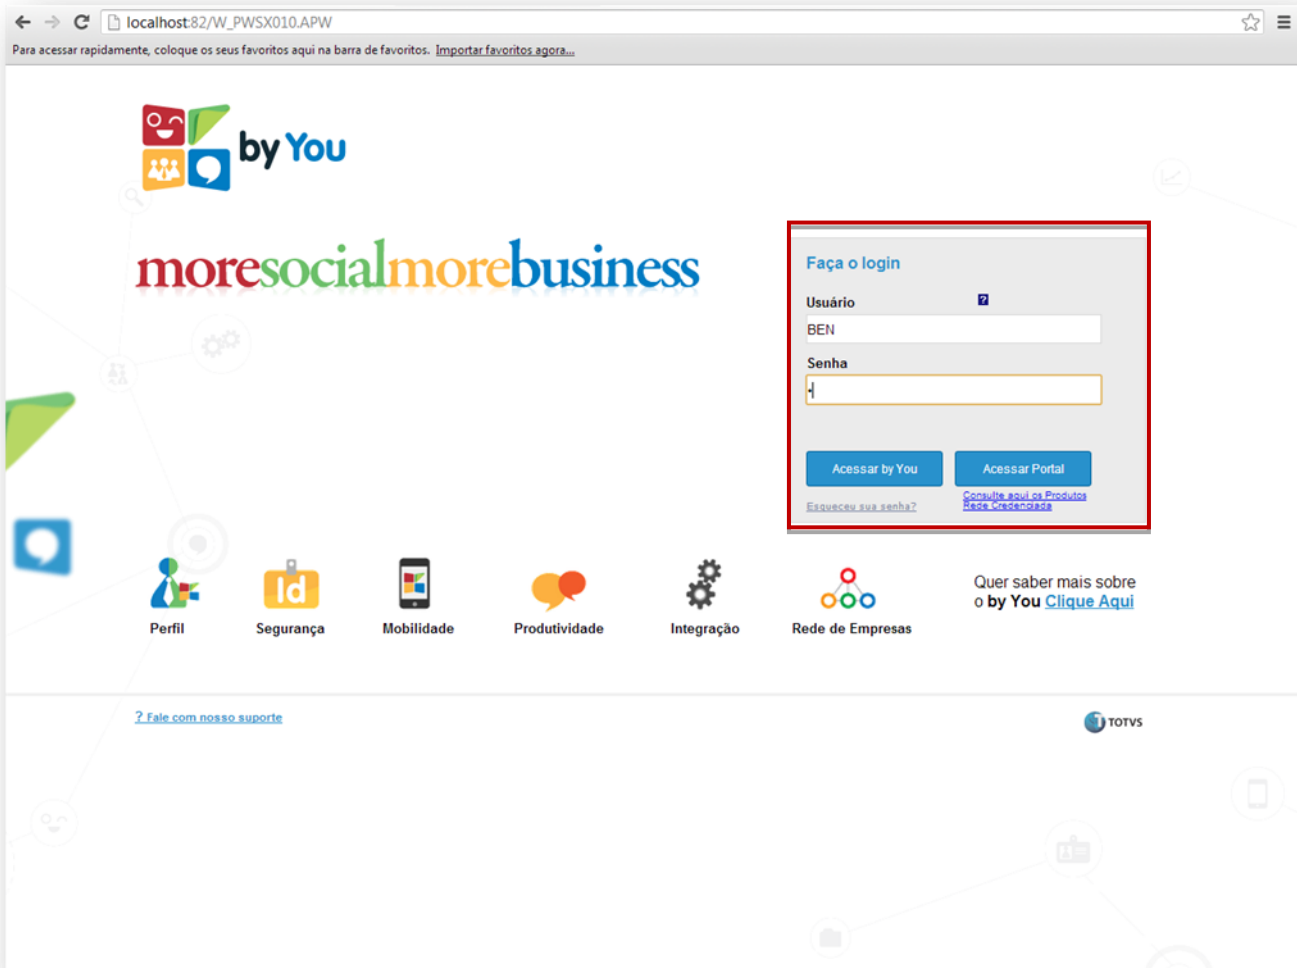 localhost:82/W_PWSX010.APW
Para acessar rapidamente, coloque os seus favoritos aqui na barra de favoritos. Importar favoritos agora...
by You
moresocialmorebusiness
Faça o login
Usuário ?
BEN
Senha
Acessar by You Acessar Portal
Esqueceu sua senha? Consulte aqui os Produtos
Rede Credenciada
Id
Quer saber mais sobre
o by You Clique Aqui
Perfil Segurança Mobilidade Produtividade Integração Rede de Empresas
? Fale com nosso suporte
TOTVS